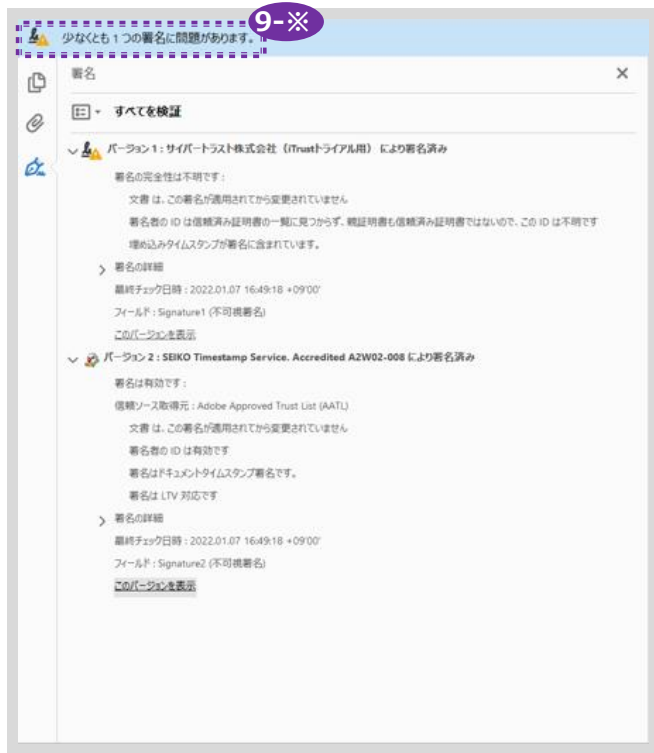 9-※
少なくとも 1 つの署名に問題があります。
署名
すべてを検証
バージョン 1 : サイバートラスト株式会社 (iTrustトライアル用) により署名済み
署名の完全性は不明です :
文書 は、この署名が適用されてから変更されていません
署名者の ID は信頼済み証明書の一覧に見つからず、親証明書も信頼済み証明書ではないので、この ID は不明です
埋め込みタイムスタンプが署名に含まれています。
署名の詳細
最終チェック日時 : 2022.01.07 16:49:18 +09'00'
フィールド : Signature1 (不可視署名)
このバージョンを表示
バージョン 2 : SEIKO Timestamp Service. Accredited A2W02-008 により署名済み
署名は有効です :
信頼ソース取得元 : Adobe Approved Trust List (AATL)
文書 は、この署名が適用されてから変更されていません
署名者の ID は有効です
署名はドキュメントタイムスタンプ署名です。
署名は LTV 対応です
署名の詳細
最終チェック日時 : 2022.01.07 16:49:18 +09'00'
フィールド : Signature2 (不可視署名)
このバージョンを表示